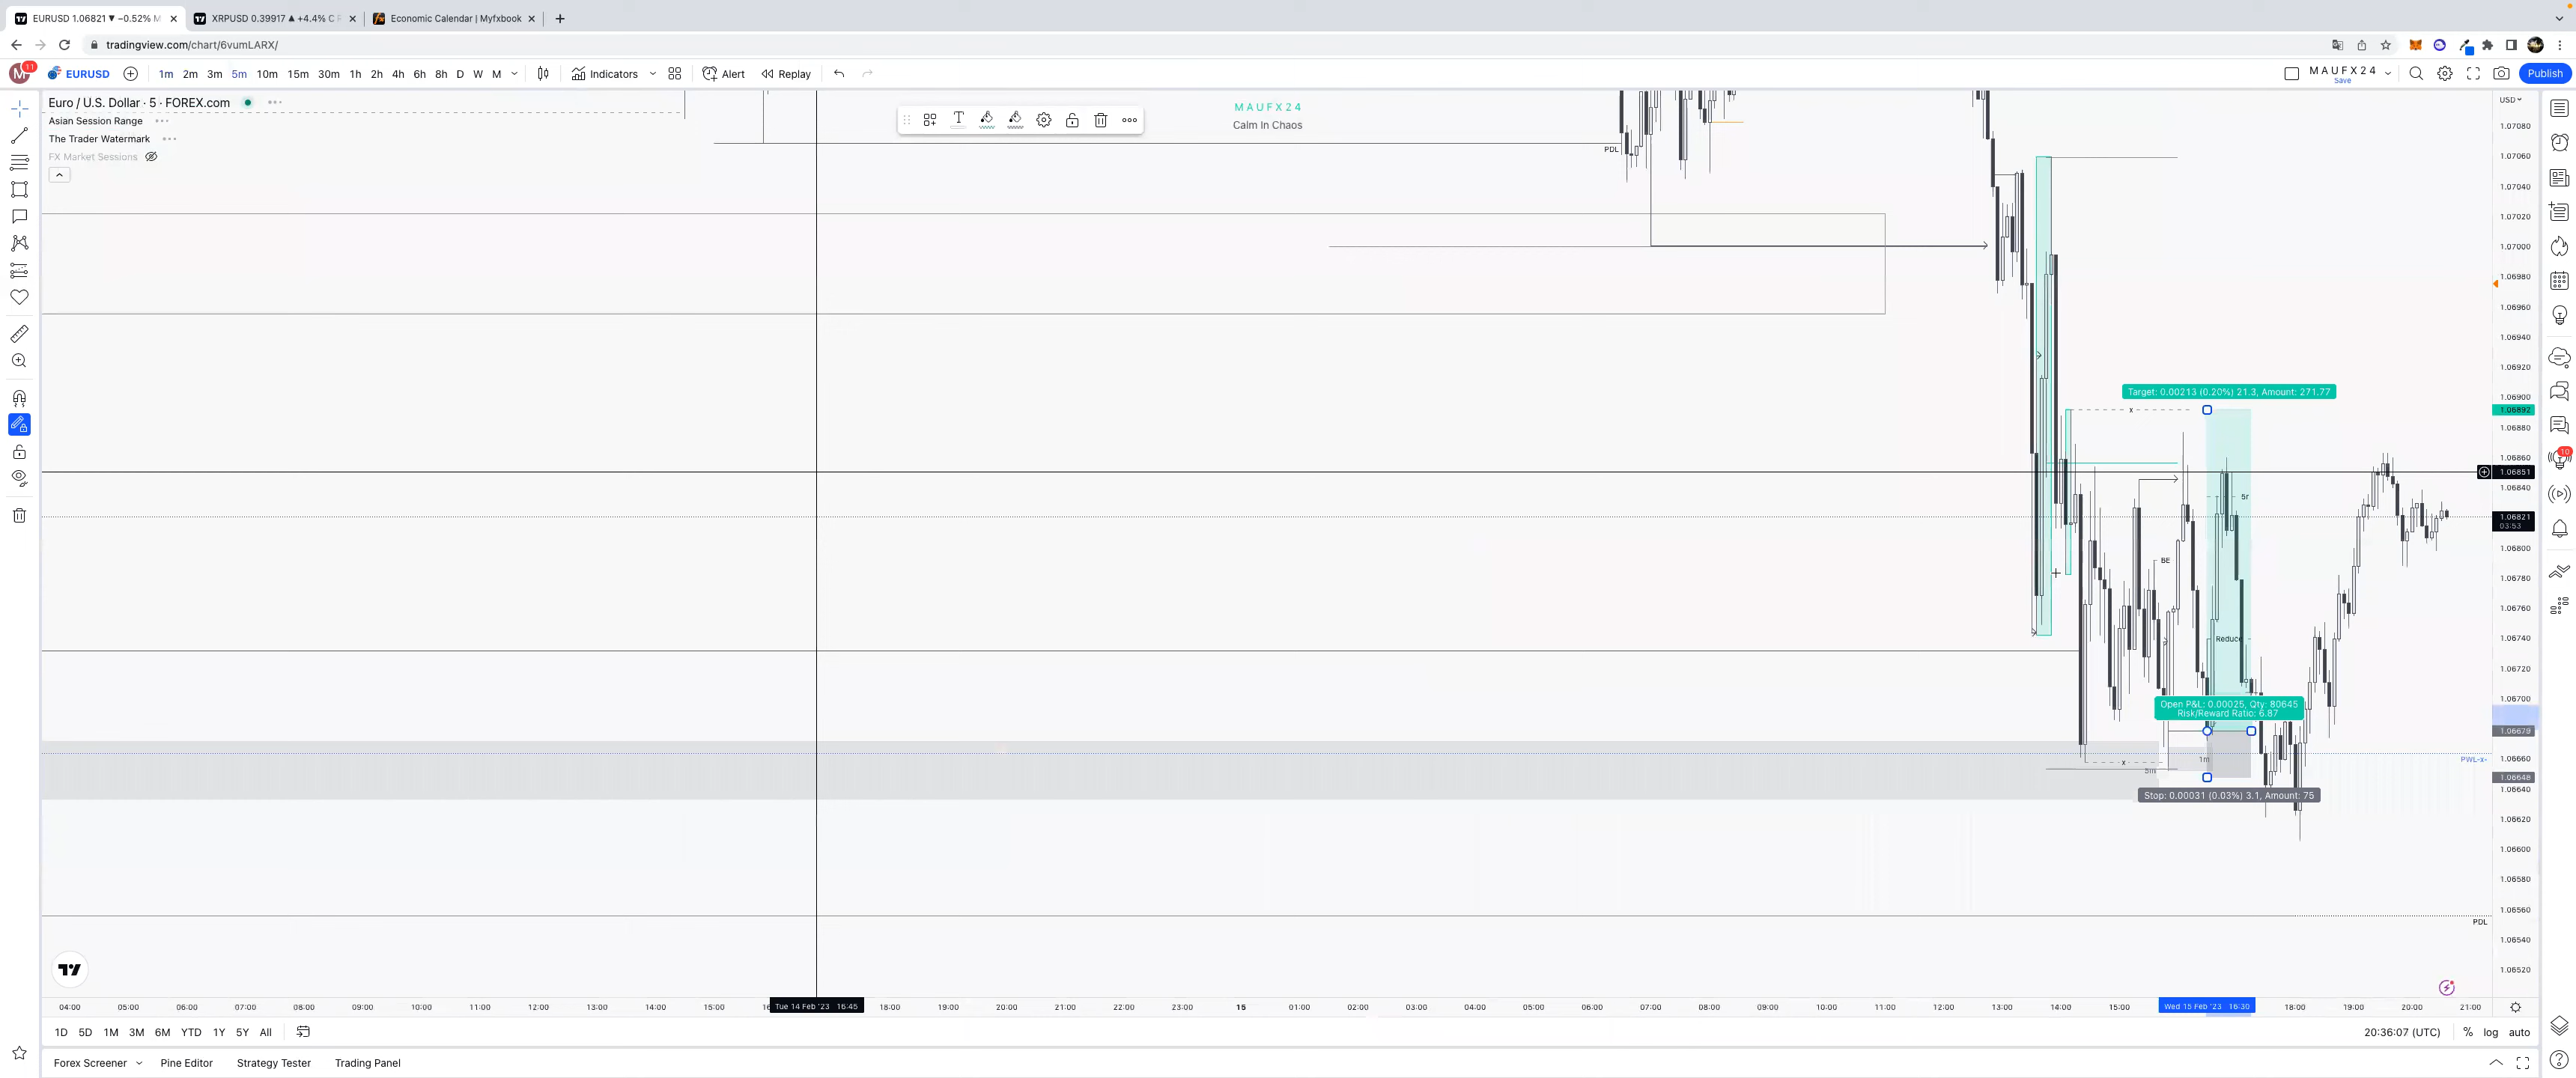 EURUSD 1.06821 ▼ −0.52% M
XRPUSD 0.39917 ▲ +4.4% C
Economic Calendar | Myfxbook
tradingview.com/chart/6vumLARX/
M
11
EURUSD
1m 2m 3m 5m 10m 15m 30m 1h 2h 4h 6h 8h D W M
Indicators
Alert
Replay
MAUFX24
Save
Publish
Euro / U.S. Dollar · 5 · FOREX.com
Asian Session Range
The Trader Watermark
FX Market Sessions
MAUFX24
Calm In Chaos
USD
PDL
1.07080
1.07060
1.07040
1.07020
1.07000
1.06980
1.06960
1.06940
1.06920
1.06900
1.06892
1.06880
1.06860
1.06851
1.06840
1.06821
03:53
1.06800
1.06780
1.06760
1.06740
1.06720
1.06700
1.06679
1.06660
1.06648
1.06640
1.06620
1.06600
1.06580
1.06560
1.06540
1.06520
Target: 0.00213 (0.20%) 21.3, Amount: 271.77
x
5r
BE
Reduce
Open P&L: 0.00025, Qty: 80645
Risk/Reward Ratio: 6.87
1m
x
5m
PWL-x-
Stop: 0.00031 (0.03%) 3.1, Amount: 75
PDL
10
04:00 05:00 06:00 07:00 08:00 09:00 10:00 11:00 12:00 13:00 14:00 15:00 Tue 14 Feb '23 16:45 18:00 19:00 20:00 21:00 22:00 23:00 15 01:00 02:00 03:00 04:00 05:00 06:00 07:00 08:00 09:00 10:00 11:00 12:00 13:00 14:00 15:00 Wed 15 Feb '23 16:30 18:00 19:00 20:00 21:00
1D 5D 1M 3M 6M YTD 1Y 5Y All
20:36:07 (UTC) % log auto
Forex Screener Pine Editor Strategy Tester Trading Panel